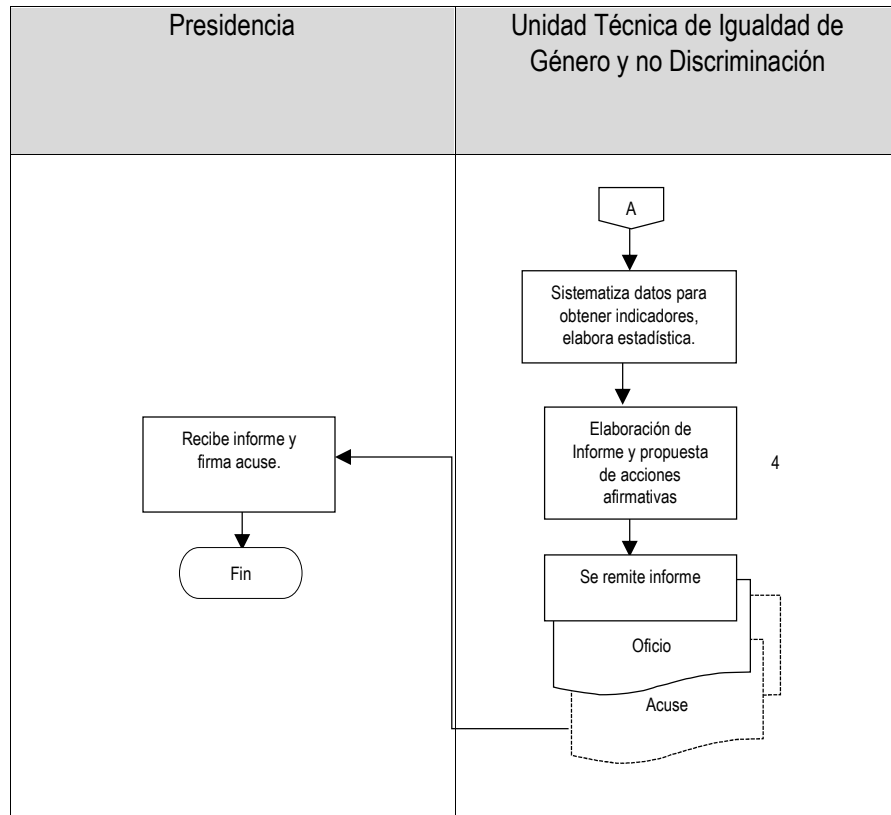 Presidencia
Unidad Técnica de Igualdad de
Género y no Discriminación
A
Sistematiza datos para
obtener indicadores,
elabora estadística.
Elaboración de
Informe y propuesta
de acciones
afirmativas
4
Recibe informe y
firma acuse.
Se remite informe
Fin
Oficio
Acuse